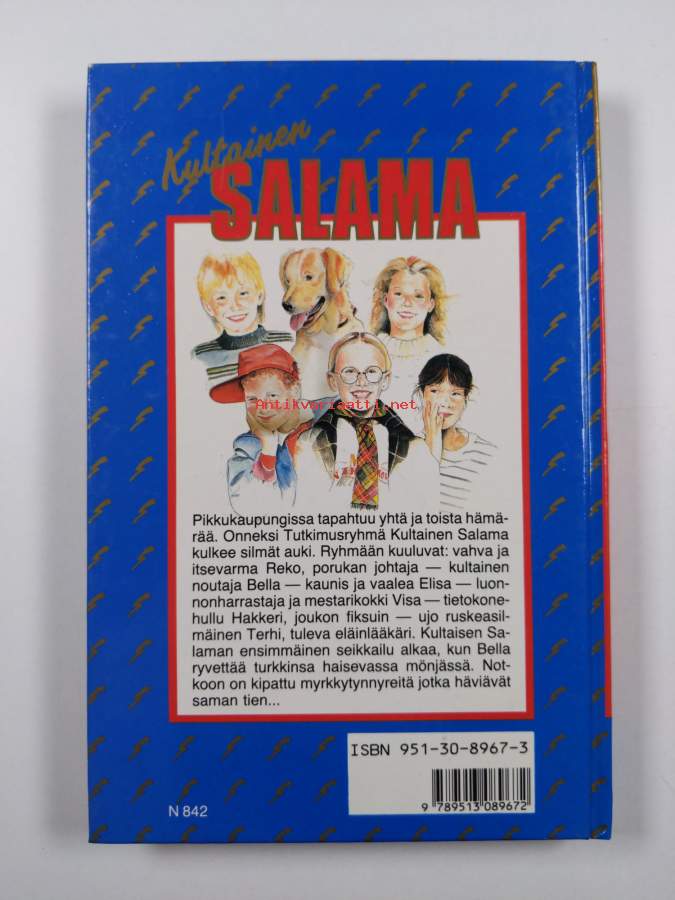 Kultainen
SALAMA
Antikvariaatti.net
Pikkukaupungissa tapahtuu yhtä ja toista hämä-
rää. Onneksi Tutkimusryhmä Kultainen Salama
kulkee silmät auki. Ryhmään kuuluvat: vahva ja
itsevarma Reko, porukan johtaja — kultainen
noutaja Bella — kaunis ja vaalea Elisa — luon-
nonharrastaja ja mestarikokki Visa — tietokone-
hullu Hakkeri, joukon fiksuin — ujo ruskeasil-
mäinen Terhi, tuleva eläinlääkäri. Kultaisen Sa-
laman ensimmäinen seikkailu alkaa, kun Bella
ryvettää turkkinsa haisevassa mönjässä. Not-
koon on kipattu myrkkytynnyreitä jotka häviävät
saman tien...
ISBN 951-30-8967-3
9 789513 089672
N 842